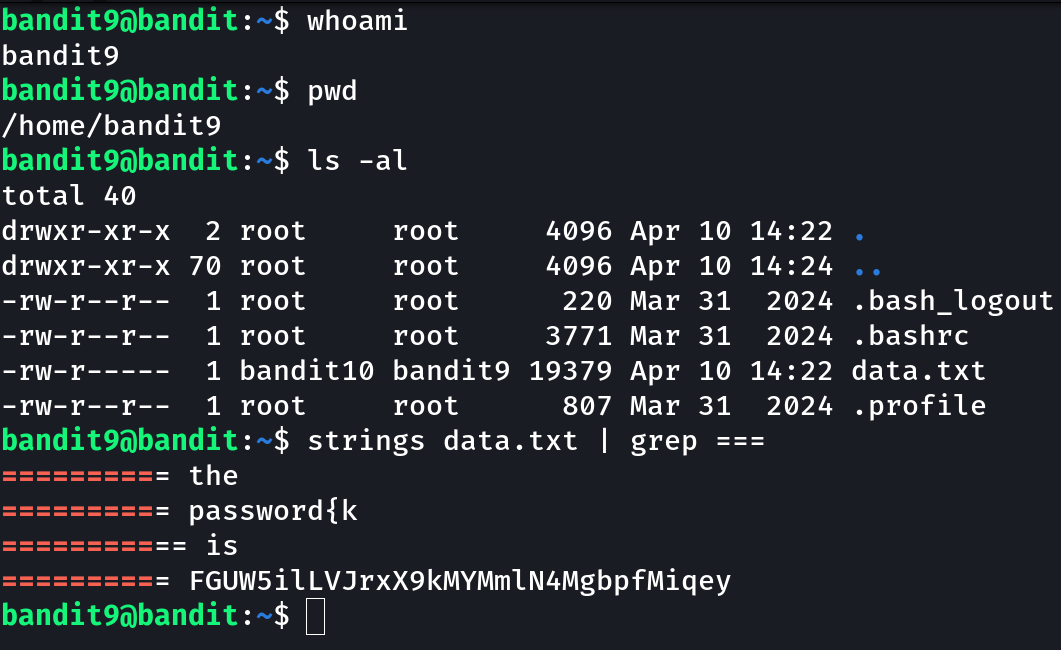 bandit9@bandit:~$ whoami
bandit9
bandit9@bandit:~$ pwd
/home/bandit9
bandit9@bandit:~$ ls -al
total 40
drwxr-xr-x  2 root     root     4096 Apr 10 14:22 .
drwxr-xr-x 70 root     root     4096 Apr 10 14:24 ..
-rw-r--r--  1 root     root      220 Mar 31  2024 .bash_logout
-rw-r--r--  1 root     root     3771 Mar 31  2024 .bashrc
-rw-r-----  1 bandit10 bandit9 19379 Apr 10 14:22 data.txt
-rw-r--r--  1 root     root      807 Mar 31  2024 .profile
bandit9@bandit:~$ strings data.txt | grep ===
========== the
========== password{k
=========== is
========== FGUW5ilLVJrxX9kMYMmlN4MgbpfMiqey
bandit9@bandit:~$